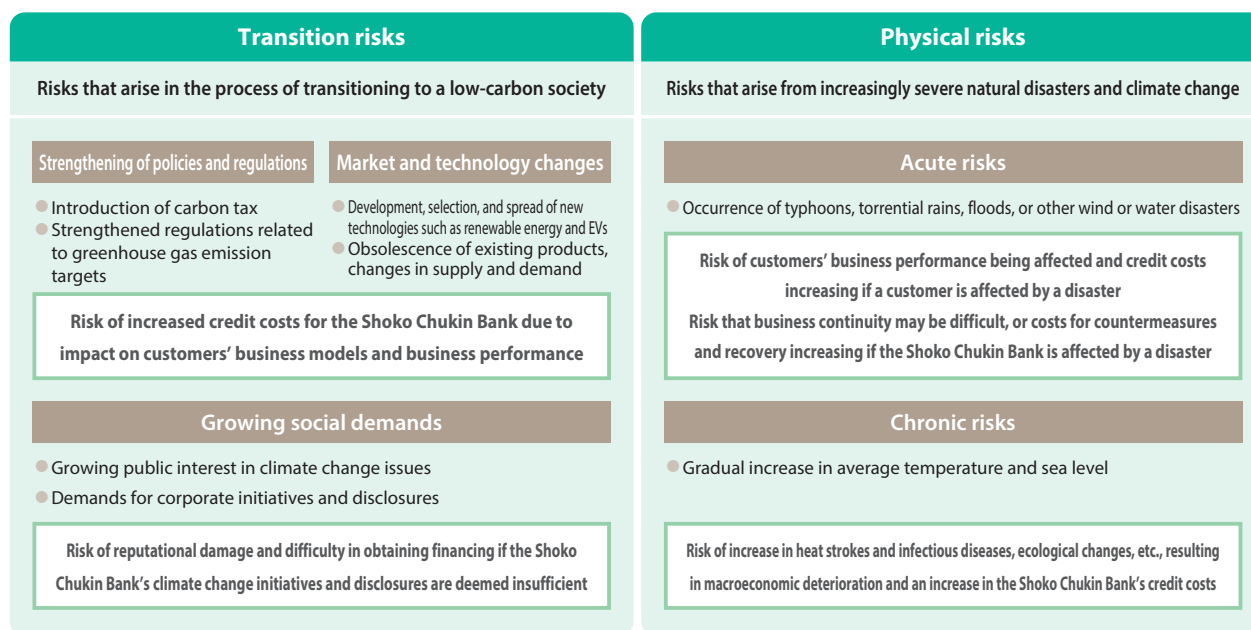 Transition risks
Risks that arise in the process of transitioning to a low-carbon society
Strengthening of policies and regulations
Introduction of carbon tax
Strengthened regulations related
to greenhouse gas emission
targets
Market and technology changes
Development, selection, and spread of new
technologies such as renewable energy and EVs
Obsolescence of existing products,
changes in supply and demand
Risk of increased credit costs for the Shoko Chukin Bank due to
impact on customers’ business models and business performance
Growing social demands
Growing public interest in climate change issues
Demands for corporate initiatives and disclosures
Risk of reputational damage and difficulty in obtaining financing if the Shoko
Chukin Bank’s climate change initiatives and disclosures are deemed insufficient
Physical risks
Risks that arise from increasingly severe natural disasters and climate change
Acute risks
Occurrence of typhoons, torrential rains, floods, or other wind or water disasters
Risk of customers’ business performance being affected and credit costs
increasing if a customer is affected by a disaster
Risk that business continuity may be difficult, or costs for countermeasures
and recovery increasing if the Shoko Chukin Bank is affected by a disaster
Chronic risks
Gradual increase in average temperature and sea level
Risk of increase in heat strokes and infectious diseases, ecological changes, etc., resulting
in macroeconomic deterioration and an increase in the Shoko Chukin Bank’s credit costs